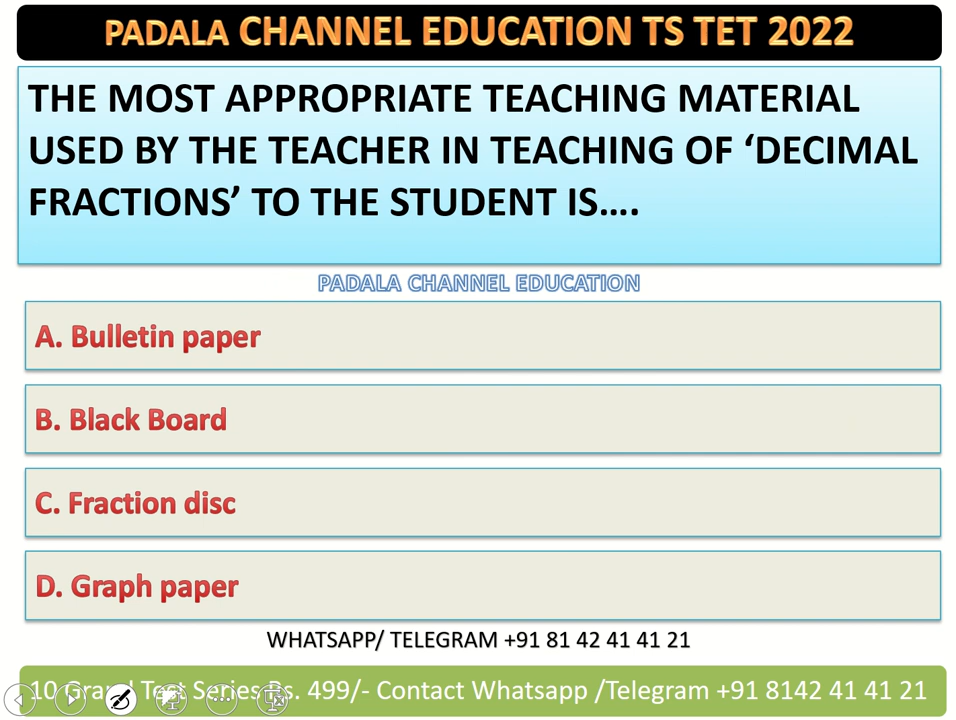 PADALA CHANNEL EDUCATION TS TET 2022
THE MOST APPROPRIATE TEACHING MATERIAL
USED BY THE TEACHER IN TEACHING OF ‘DECIMAL
FRACTIONS’ TO THE STUDENT IS….
PADALA CHANNEL EDUCATION
A. Bulletin paper
B. Black Board
C. Fraction disc
D. Graph paper
WHATSAPP/ TELEGRAM +91 81 42 41 41 21
10 Grand Test Series Rs. 499/- Contact Whatsapp /Telegram +91 8142 41 41 21